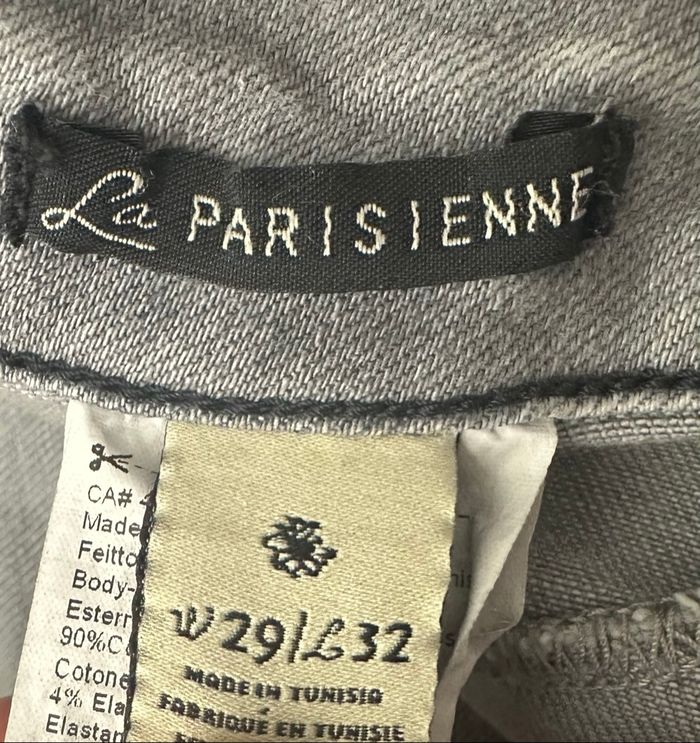 La PARISIENNE
CA#
Made
Feitto
Body-
Estern
90%C
Cotone
4% Ela
Elastan
W29/L32
MADE IN TUNISIA
FABRIQUÉ EN TUNISIE